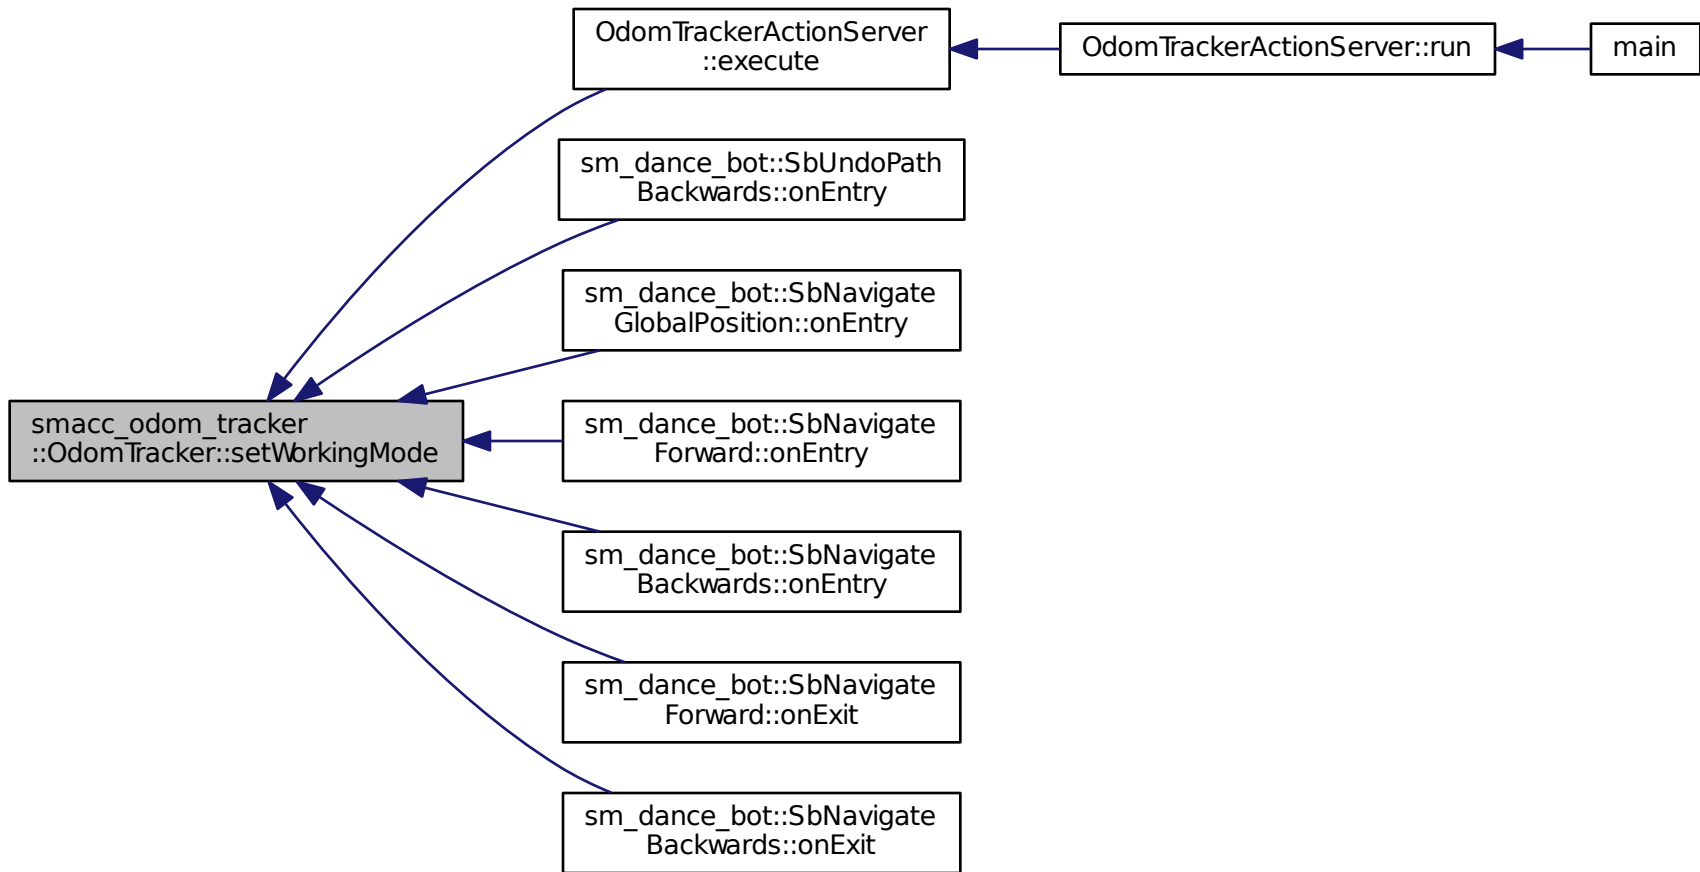 OdomTrackerActionServer
::execute
OdomTrackerActionServer::run
main
sm_dance_bot::SbUndoPath
Backwards::onEntry
sm_dance_bot::SbNavigate
GlobalPosition::onEntry
smacc_odom_tracker
::OdomTracker::setWorkingMode
sm_dance_bot::SbNavigate
Forward::onEntry
sm_dance_bot::SbNavigate
Backwards::onEntry
sm_dance_bot::SbNavigate
Forward::onExit
sm_dance_bot::SbNavigate
Backwards::onExit